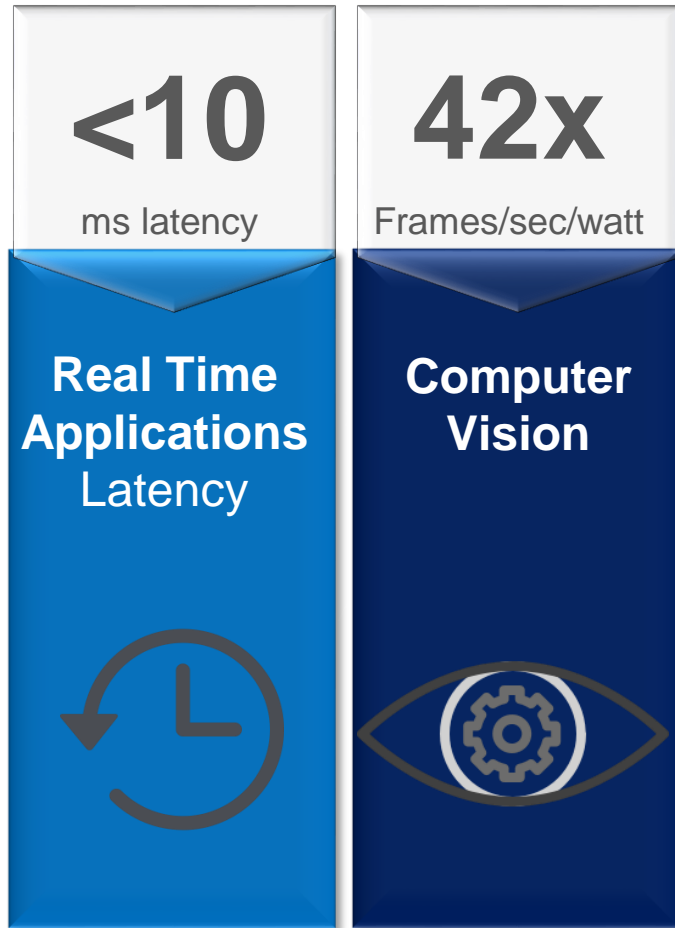 <10
ms latency
Real Time
Applications
Latency
42x
Frames/sec/watt
Computer
Vision